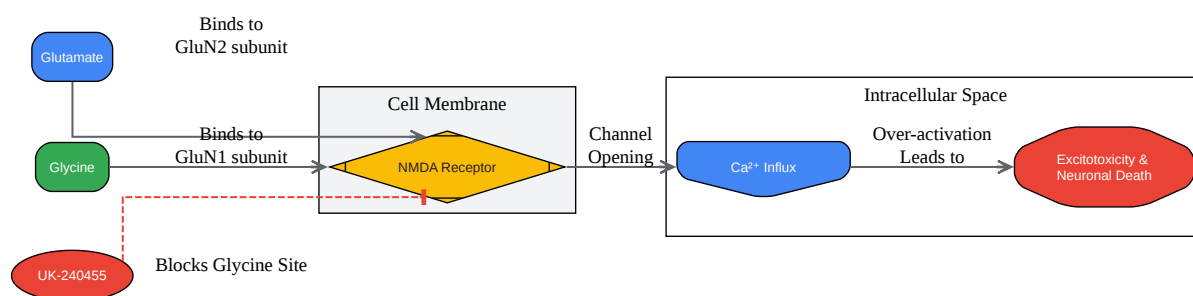 Binds to
GluN2 subunit
Glutamate
Cell Membrane
Intracellular Space
Binds to
GluN1 subunit
Glycine
NMDA Receptor
Channel
Opening
Ca²⁺ Influx
Over-activation
Leads to
Excitotoxicity &
Neuronal Death
UK-240455
Blocks Glycine Site